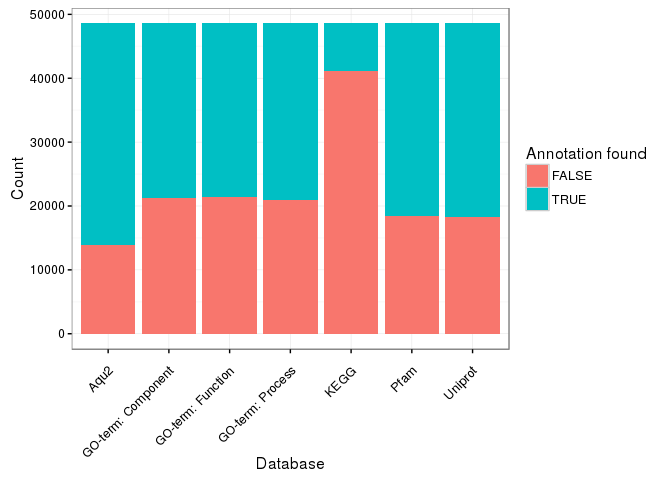 50000
40000
30000
20000
10000
0
Count
Aqu2
GO-term: Component
GO-term: Function
GO-term: Process
KEGG
Pfam
Uniprot
Database
Annotation found
FALSE
TRUE